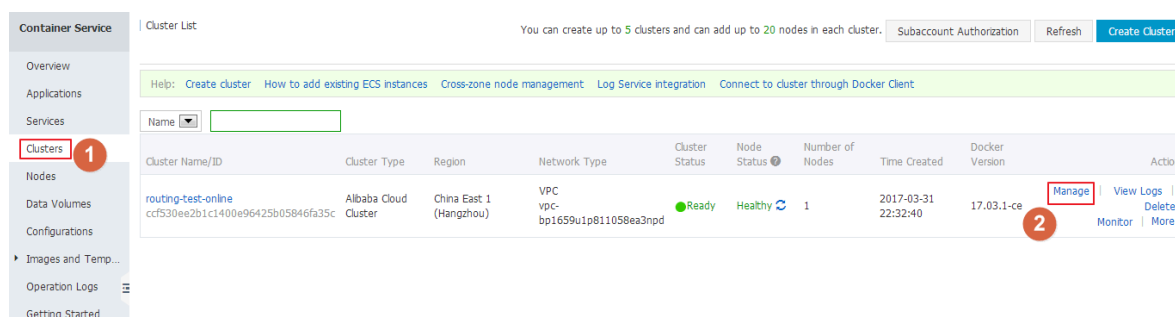 Container Service
Cluster List
You can create up to 5 clusters and can add up to 20 nodes in each cluster.
Subaccount Authorization
Refresh
Create Cluster
Overview
Applications
Services
Clusters
1
Nodes
Data Volumes
Configurations
Images and Temp...
Operation Logs
Getting Started
Help: Create cluster How to add existing ECS instances Cross-zone node management Log Service integration Connect to cluster through Docker Client
Name
Cluster Name/ID
Cluster Type
Region
Network Type
Cluster
Status
Node
Status
Number of
Nodes
Time Created
Docker
Version
Actio
routing-test-online
ccf530ee2b1c1400e96425b05846fa35c
Alibaba Cloud
Cluster
China East 1
(Hangzhou)
VPC
vpc-
bp1659u1p811058ea3npd
Ready
Healthy
1
2017-03-31
22:32:40
17.03.1-ce
Manage | View Logs |
Delete
Monitor | More
2